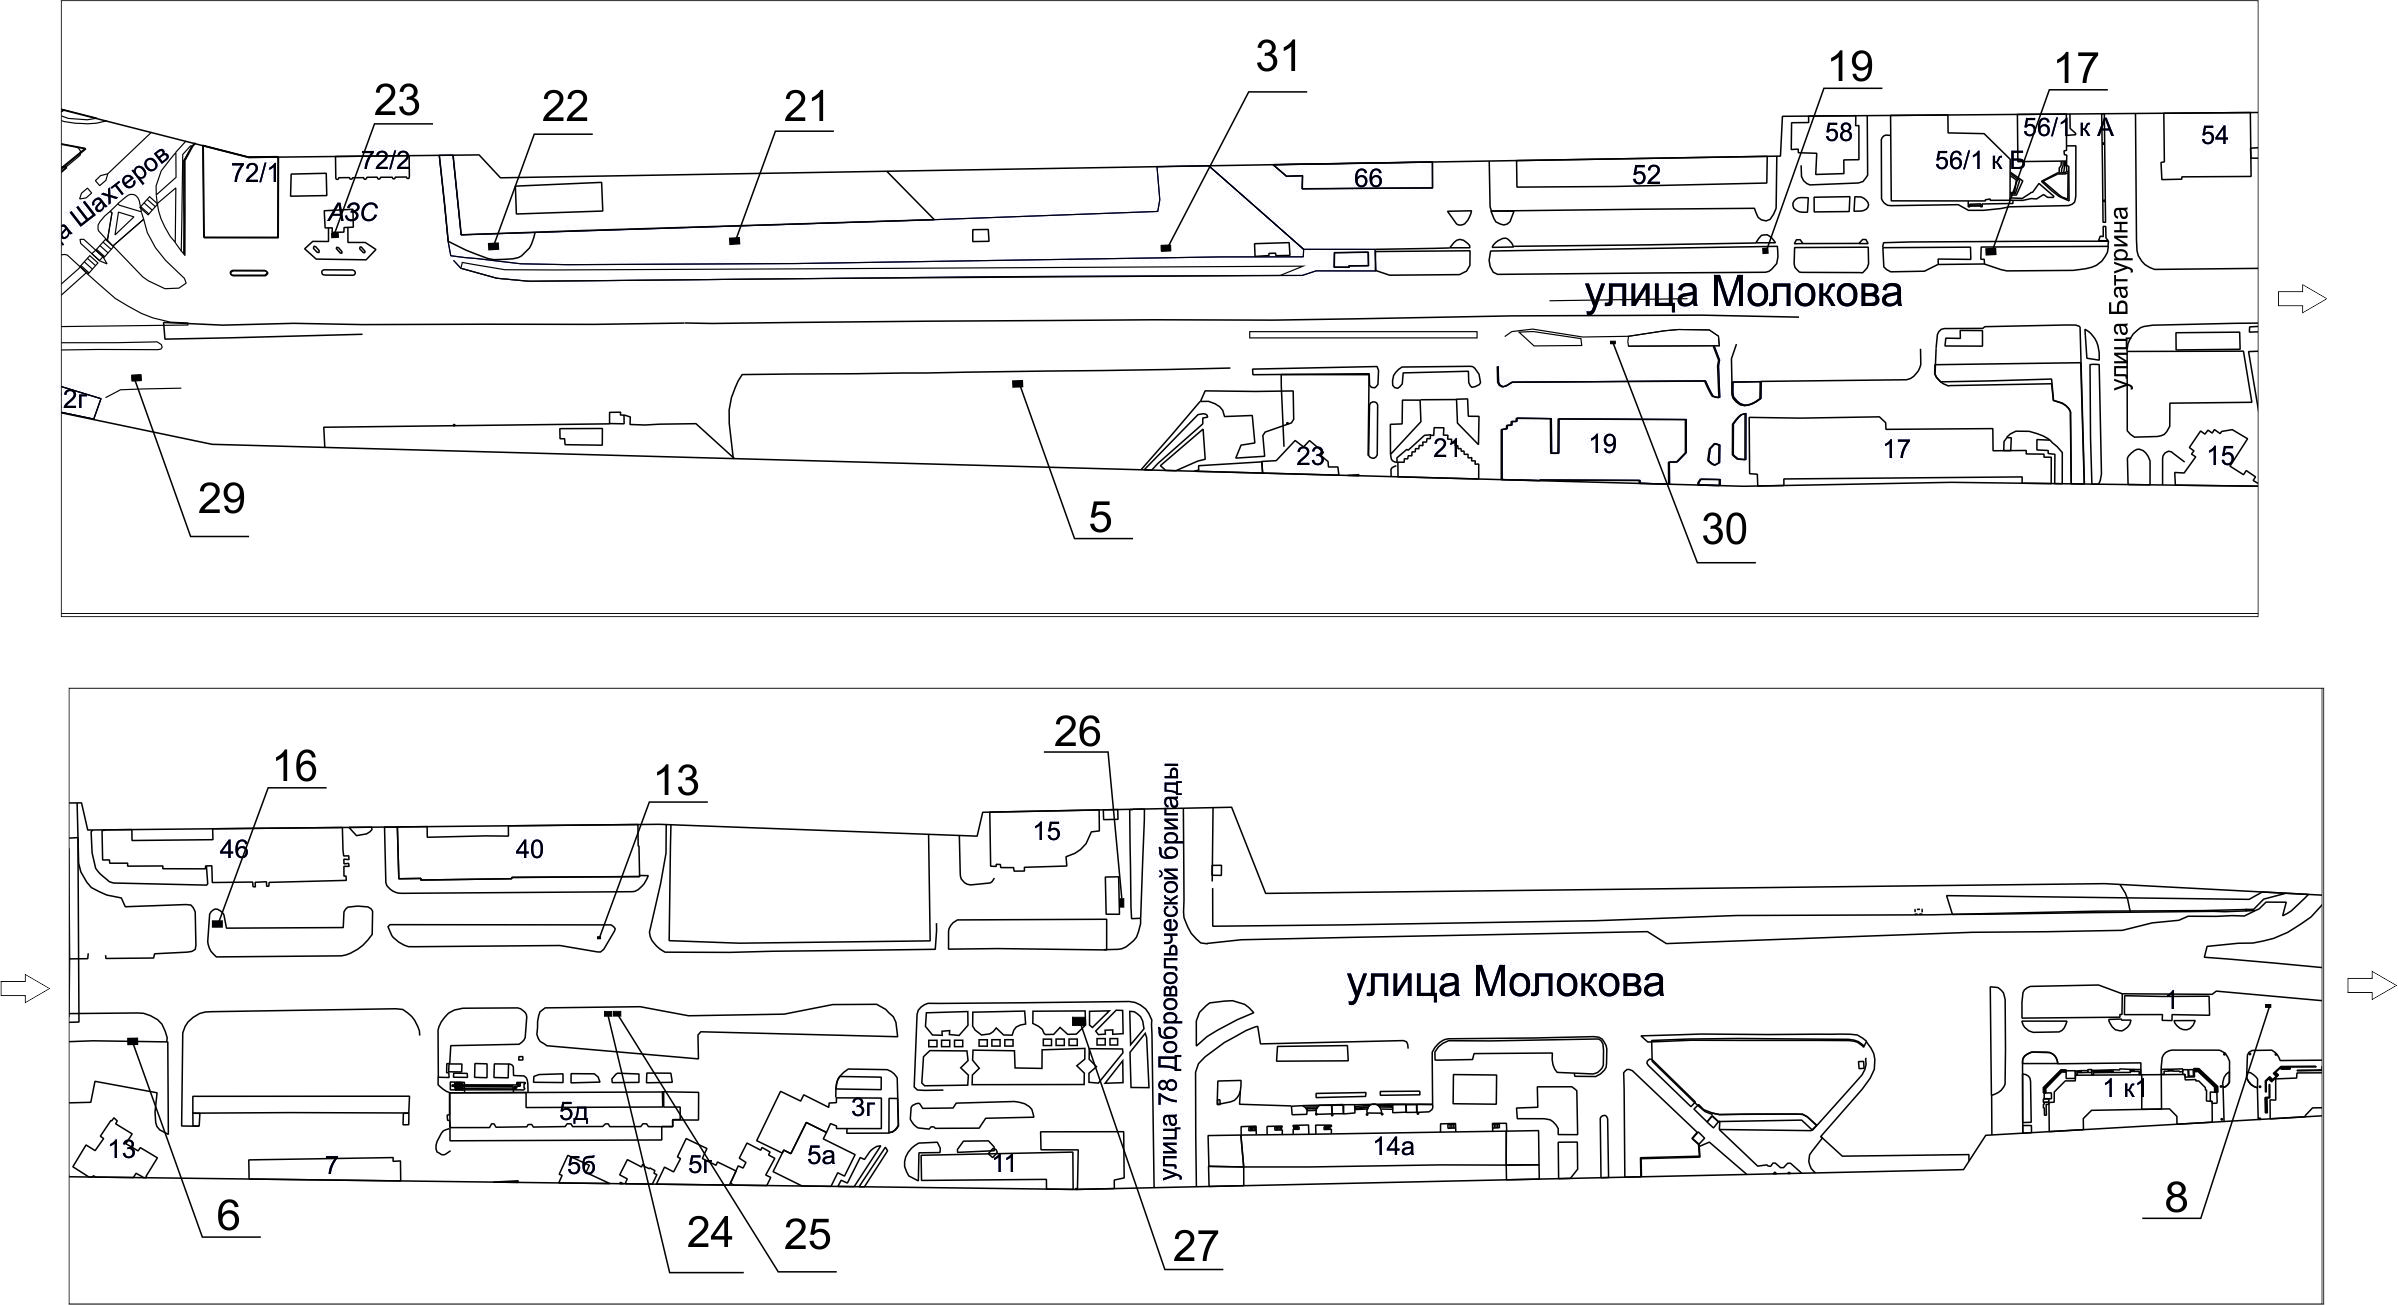 31
19
17
23
22
21
56/1 к А
58
54
72/1
72/2
56/1 к Б
66
52
а Шахтеров
АЗС
улица Молокова
улица Батурина
2г
23
21
19
17
15
29
5
30
26
16
13
46
40
15
улица 78 Добровольческой бригады
улица Молокова
1
13
7
5д
5б
5г
5а
3г
11
14а
1 к1
6
24
25
27
8